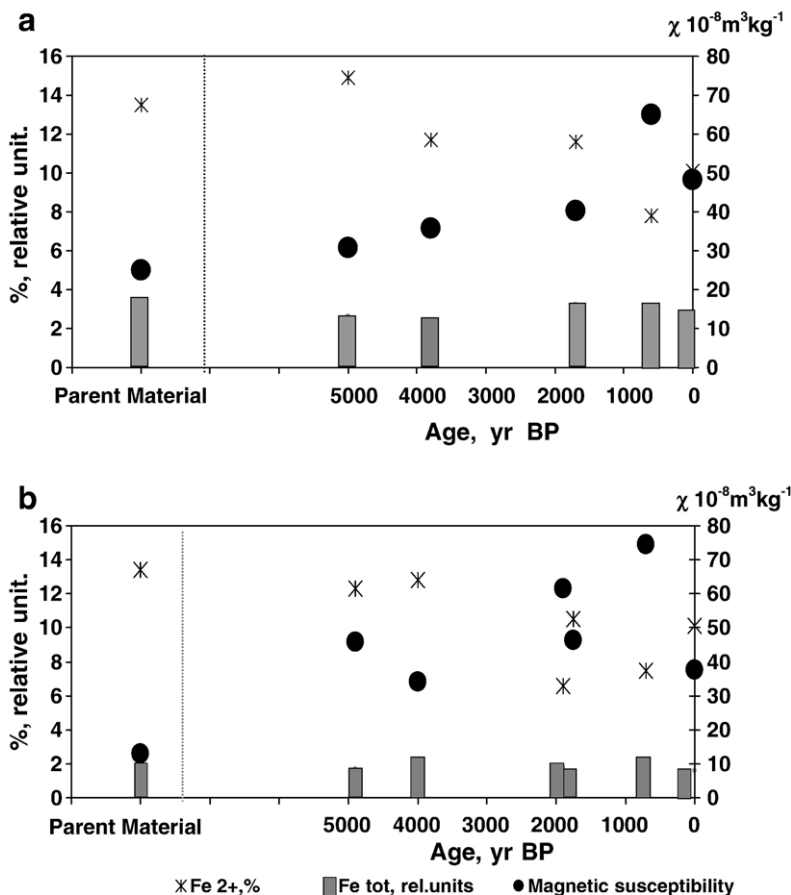 a
χ 10⁻⁸m³kg⁻¹
16 80
14 70
60
12
10 50
40
8
%, relative unit.
6 30
4 20
2 10
0 0
Parent Material 5000 4000 3000 2000 1000 0
Age, yr BP
b
χ 10⁻⁸m³kg⁻¹
16 80
14 70
12 60
10 50
8 40
%, relative unit.
6 30
4 20
2 10
0 0
Parent Material 5000 4000 3000 2000 1000 0
Age, yr BP
Fe 2+,% Fe tot, rel.units Magnetic susceptibility